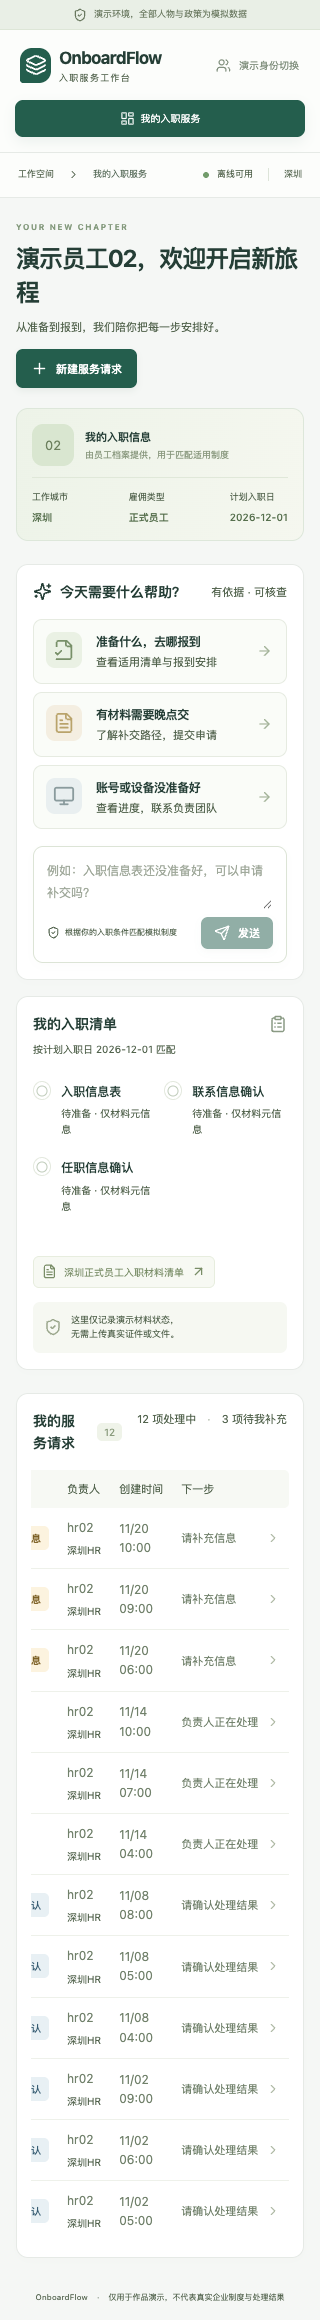 演示环境，全部人物与政策为模拟数据
OnboardFlow
入职服务工作台
演示身份切换
我的入职服务
工作空间
我的入职服务
离线可用
深圳
YOUR NEW CHAPTER
演示员工02，欢迎开启新旅
程
从准备到报到，我们陪你把每一步安排好。
新建服务请求
02
我的入职信息
由员工档案提供，用于匹配适用制度
工作城市
雇佣类型
计划入职日
深圳
正式员工
2026-12-01
今天需要什么帮助？
有依据 · 可核查
准备什么，去哪报到
查看适用清单与报到安排
有材料需要晚点交
了解补交路径，提交申请
账号或设备没准备好
查看进度，联系负责团队
例如：入职信息表还没准备好，可以申请
补交吗？
根据你的入职条件匹配模拟制度
发送
我的入职清单
按计划入职日 2026-12-01 匹配
入职信息表
待准备 · 仅材料元信
息
联系信息确认
待准备 · 仅材料元信
息
任职信息确认
待准备 · 仅材料元信
息
深圳正式员工入职材料清单
这里仅记录演示材料状态，
无需上传真实证件或文件。
我的服
务请求
12
12 项处理中 · 3 项待我补充
负责人
创建时间
下一步
息
hr02
深圳HR
11/20
10:00
请补充信息
息
hr02
深圳HR
11/20
09:00
请补充信息
息
hr02
深圳HR
11/20
06:00
请补充信息
hr02
深圳HR
11/14
10:00
负责人正在处理
hr02
深圳HR
11/14
07:00
负责人正在处理
hr02
深圳HR
11/14
04:00
负责人正在处理
认
hr02
深圳HR
11/08
08:00
请确认处理结果
认
hr02
深圳HR
11/08
05:00
请确认处理结果
认
hr02
深圳HR
11/08
04:00
请确认处理结果
认
hr02
深圳HR
11/02
09:00
请确认处理结果
认
hr02
深圳HR
11/02
06:00
请确认处理结果
认
hr02
深圳HR
11/02
05:00
请确认处理结果
OnboardFlow · 仅用于作品演示，不代表真实企业制度与处理结果